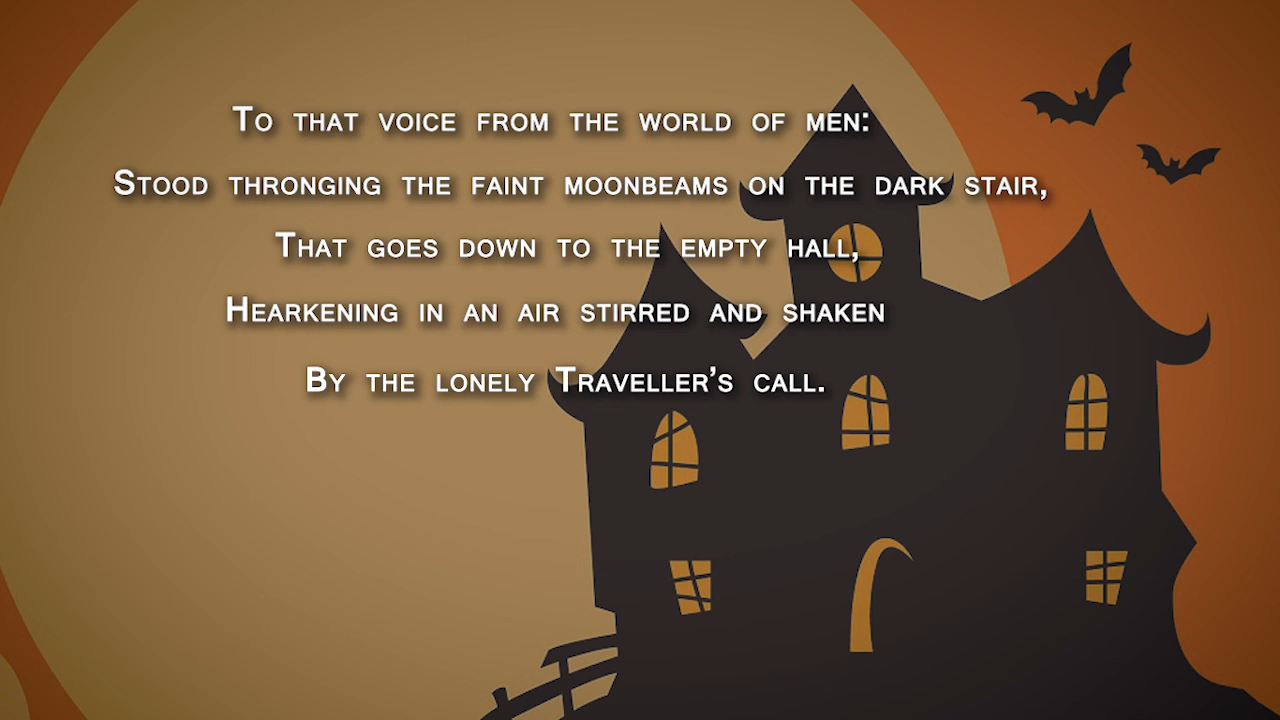 To that voice from the world of men:
Stood thronging the faint moonbeams on the dark stair,
That goes down to the empty hall,
Hearkening in an air stirred and shaken
By the lonely Traveller’s call.